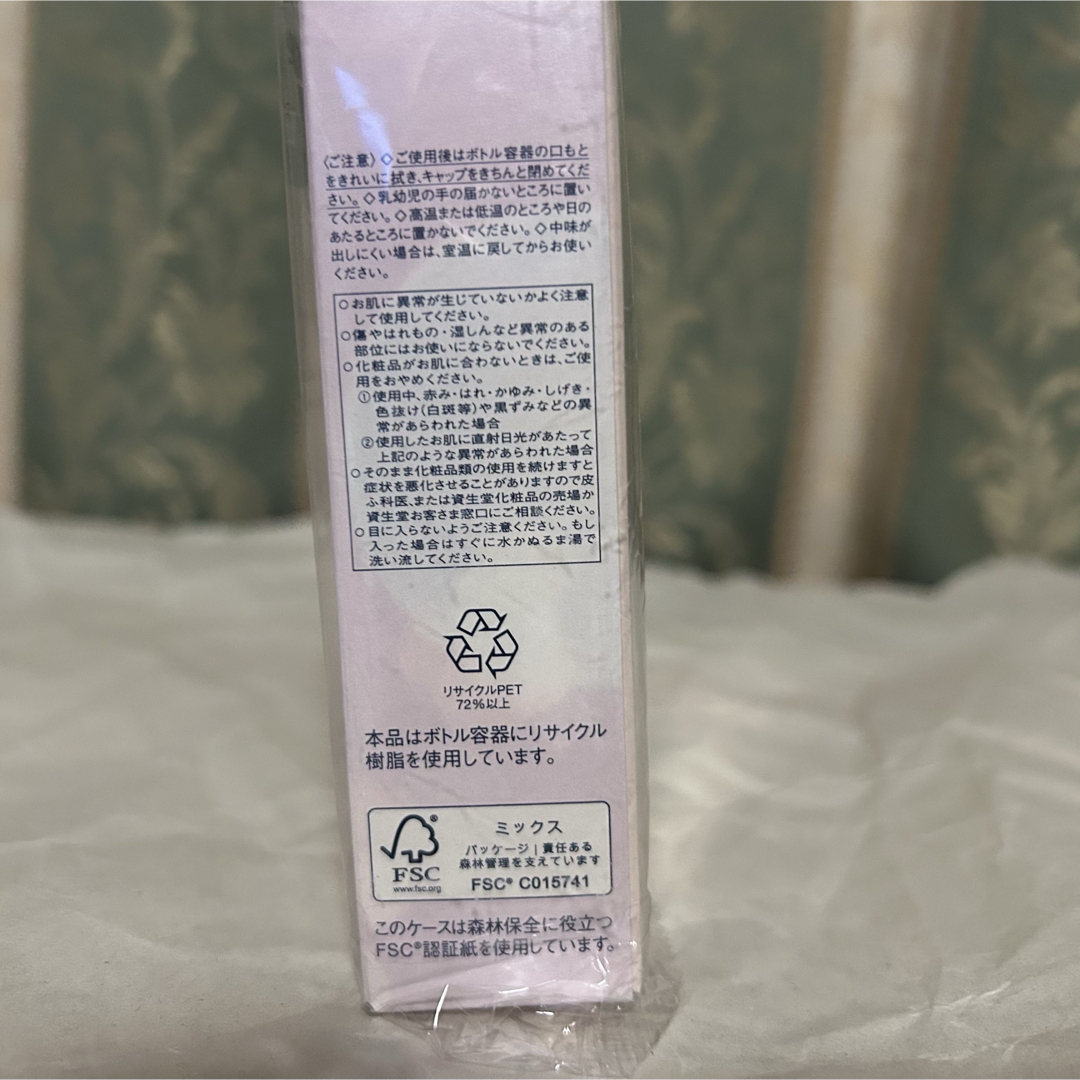 〈ご注意〉◇ご使用後はボトル容器の口もと
をきれいに拭き、キャップをきちんと閉めてくだ
さい。◇乳幼児の手の届かないところに置い
てください。◇高温または低温のところや日の
あたるところに置かないでください。◇中味が
出しにくい場合は、室温に戻してからお使い
ください。
○お肌に異常が生じていないかよく注意
して使用してください。
○傷やはれもの・湿しんなど異常のある
部位にはお使いにならないでください。
○化粧品がお肌に合わないときは、ご使
用をおやめください。
①使用中、赤み・はれ・かゆみ・しげき・
色抜け(白斑等)や黒ずみなどの異
常があらわれた場合
②使用したお肌に直射日光があたって
上記のような異常があらわれた場合
○そのまま化粧品類の使用を続けますと
症状を悪化させることがありますので皮
ふ科医、または資生堂化粧品の売場か
資生堂お客さま窓口にご相談ください。
○目に入らないようご注意ください。もし
入った場合はすぐに水かぬるま湯で
洗い流してください。
リサイクルPET
72%以上
本品はボトル容器にリサイクル
樹脂を使用しています。
FSC
www.fsc.org
ミックス
パッケージ | 責任ある
森林管理を支えています
FSC® C015741
このケースは森林保全に役立つ
FSC®認証紙を使用しています。